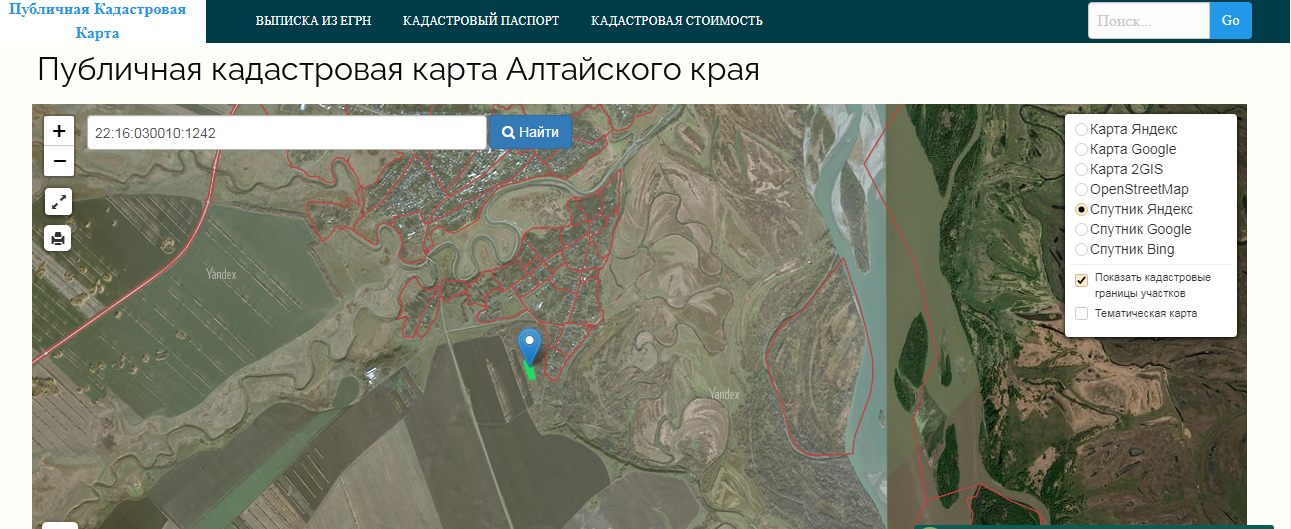 Публичная Кадастровая
Карта
ВЫПИСКА ИЗ ЕГРН
КАДАСТРОВЫЙ ПАСПОРТ
КАДАСТРОВАЯ СТОИМОСТЬ
Поиск...
Go
Публичная кадастровая карта Алтайского края
+
−
22:16:030010:1242
Найти
Карта Яндекс
Карта Google
Карта 2GIS
OpenStreetMap
Спутник Яндекс
Спутник Google
Спутник Bing
Показать кадастровые
границы участков
Тематическая карта
Yandex
Yandex